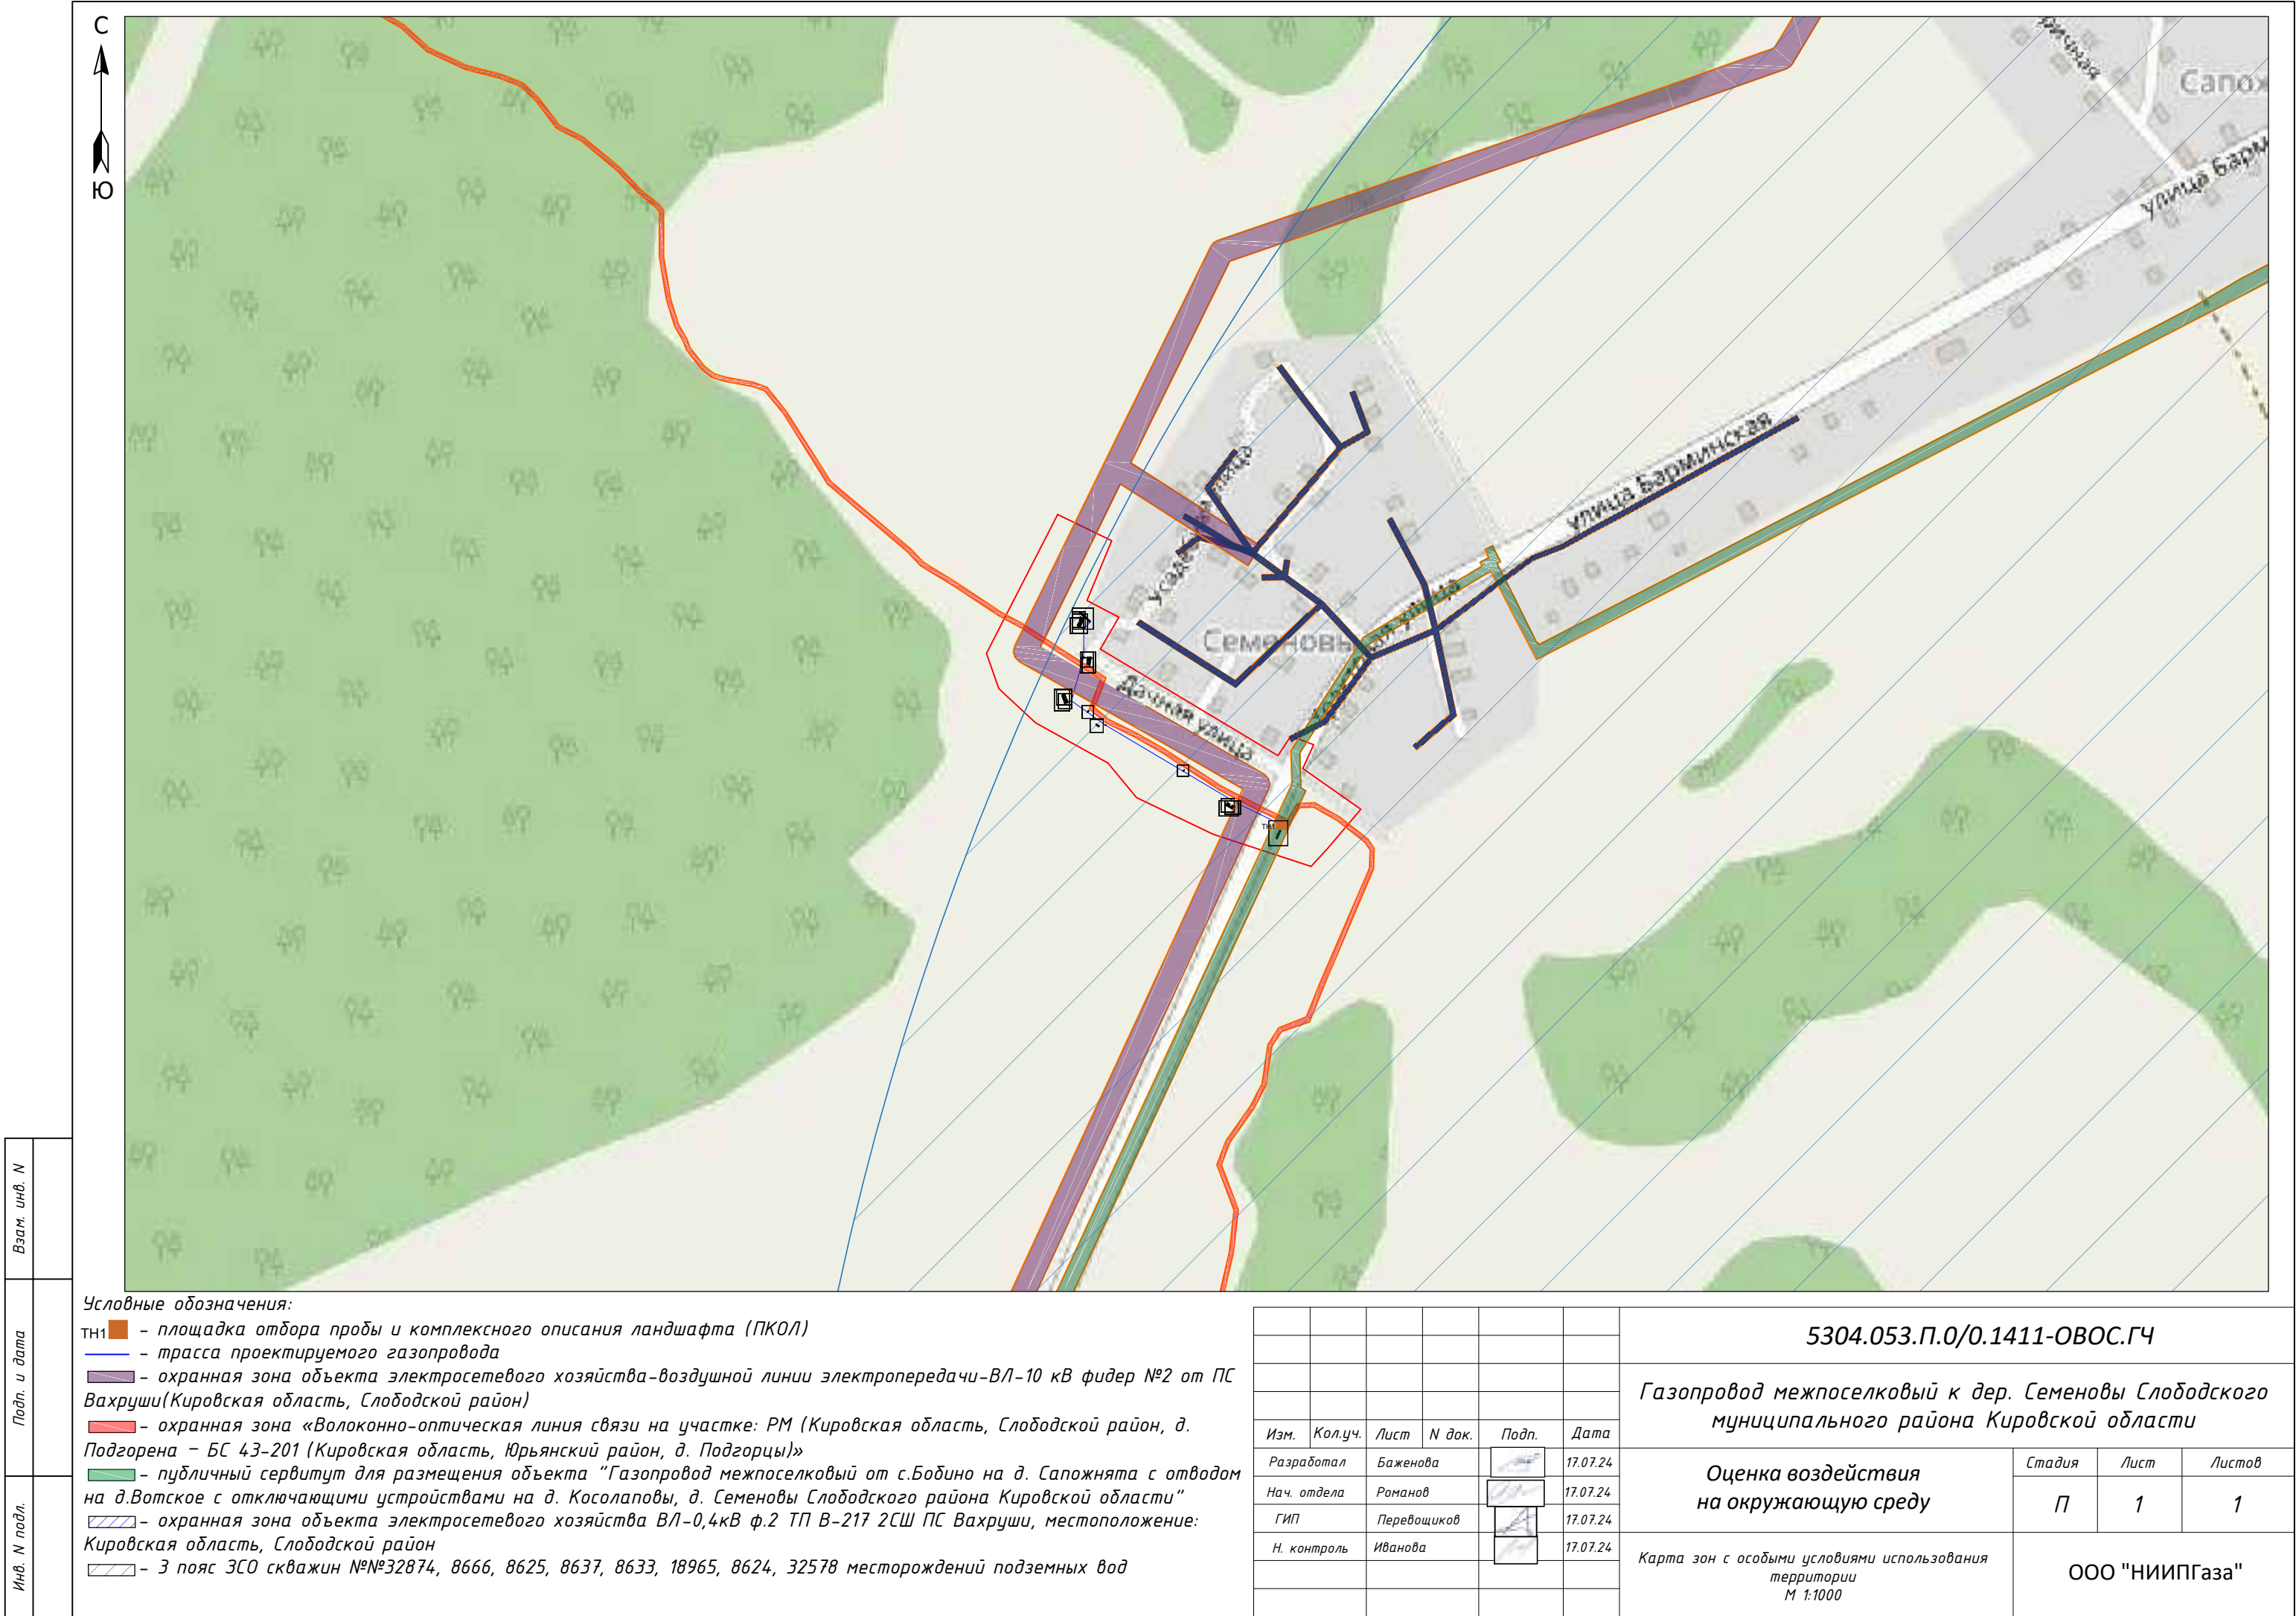 С
Ю
Дачная
Сапож
улица Барм
улица Барминская
Усадебная улица
Семеновы
улица
Дачная улица
ТН1
Взам. инв. N
Подп. и дата
Инв. N подл.
Условные обозначения:
ТН1 - площадка отбора пробы и комплексного описания ландшафта (ПКОЛ)
- трасса проектируемого газопровода
- охранная зона объекта электросетевого хозяйства-воздушной линии электропередачи-ВЛ-10 кВ фидер №2 от ПС
Вахруши(Кировская область, Слободской район)
- охранная зона «Волоконно-оптическая линия связи на участке: РМ (Кировская область, Слободской район, д.
Подгорена – БС 43-201 (Кировская область, Юрьянский район, д. Подгорцы)»
- публичный сервитут для размещения объекта "Газопровод межпоселковый от с.Бобино на д. Сапожнята с отводом
на д.Вотское с отключающими устройствами на д. Косолаповы, д. Семеновы Слободского района Кировской области"
- охранная зона объекта электросетевого хозяйства ВЛ-0,4кВ ф.2 ТП В-217 2СШ ПС Вахруши, местоположение:
Кировская область, Слободской район
- 3 пояс ЗСО скважин №№32874, 8666, 8625, 8637, 8633, 18965, 8624, 32578 месторождений подземных вод
5304.053.П.0/0.1411-ОВОС.ГЧ
Газопровод межпоселковый к дер. Семеновы Слободского
муниципального района Кировской области
Изм. Кол.уч. Лист N док. Подп. Дата
Разработал Баженова 17.07.24
Нач. отдела Романов 17.07.24
ГИП Перевощиков 17.07.24
Н. контроль Иванова 17.07.24
Оценка воздействия
на окружающую среду
Стадия Лист Листов
П 1 1
Карта зон с особыми условиями использования
территории
М 1:1000
ООО "НИИПГаза"